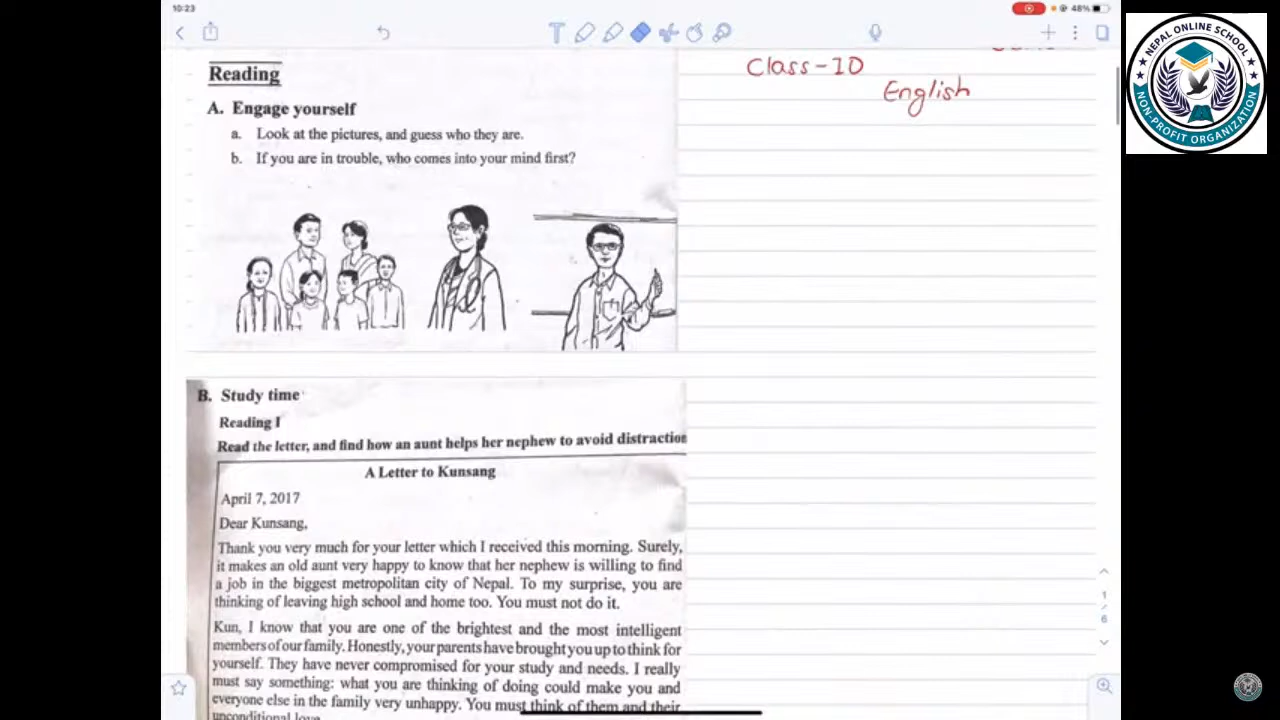 10:23
48%
Class-10
English
NEPAL ONLINE SCHOOL
NON-PROFIT ORGANIZATION
Reading
A. Engage yourself
a. Look at the pictures, and guess who they are.
b. If you are in trouble, who comes into your mind first?
B. Study time
Reading I
Read the letter, and find how an aunt helps her nephew to avoid distraction
A Letter to Kunsang
April 7, 2017
Dear Kunsang,
Thank you very much for your letter which I received this morning. Surely,
it makes an old aunt very happy to know that her nephew is willing to find
a job in the biggest metropolitan city of Nepal. To my surprise, you are
thinking of leaving high school and home too. You must not do it.
Kun, I know that you are one of the brightest and the most intelligent
members of our family. Honestly, your parents have brought you up to think for
yourself. They have never compromised for your study and needs. I really
must say something: what you are thinking of doing could make you and
everyone else in the family very unhappy. You must think of them and their
unconditional love
1
/
6